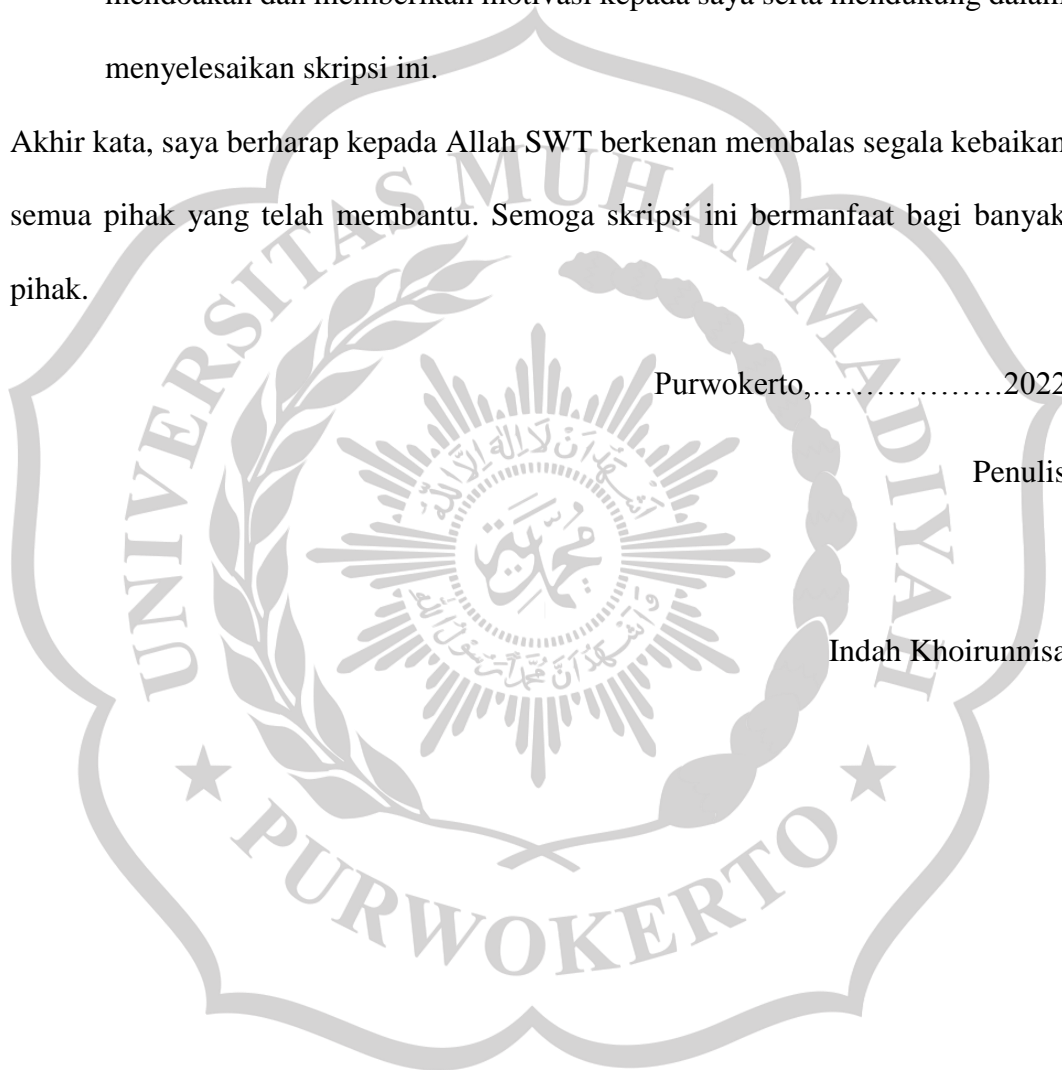 mendoakan dan memberikan motivasi kepada saya serta mendukung dalam
menyelesaikan skripsi ini.
Akhir kata, saya berharap kepada Allah SWT berkenan membalas segala kebaikan
semua pihak yang telah membantu. Semoga skripsi ini bermanfaat bagi banyak
pihak.
Purwokerto,..................2022
Penulis
Indah Khoirunnisa
UNIVERSITAS MUHAMMADIYAH
PURWOKERTO